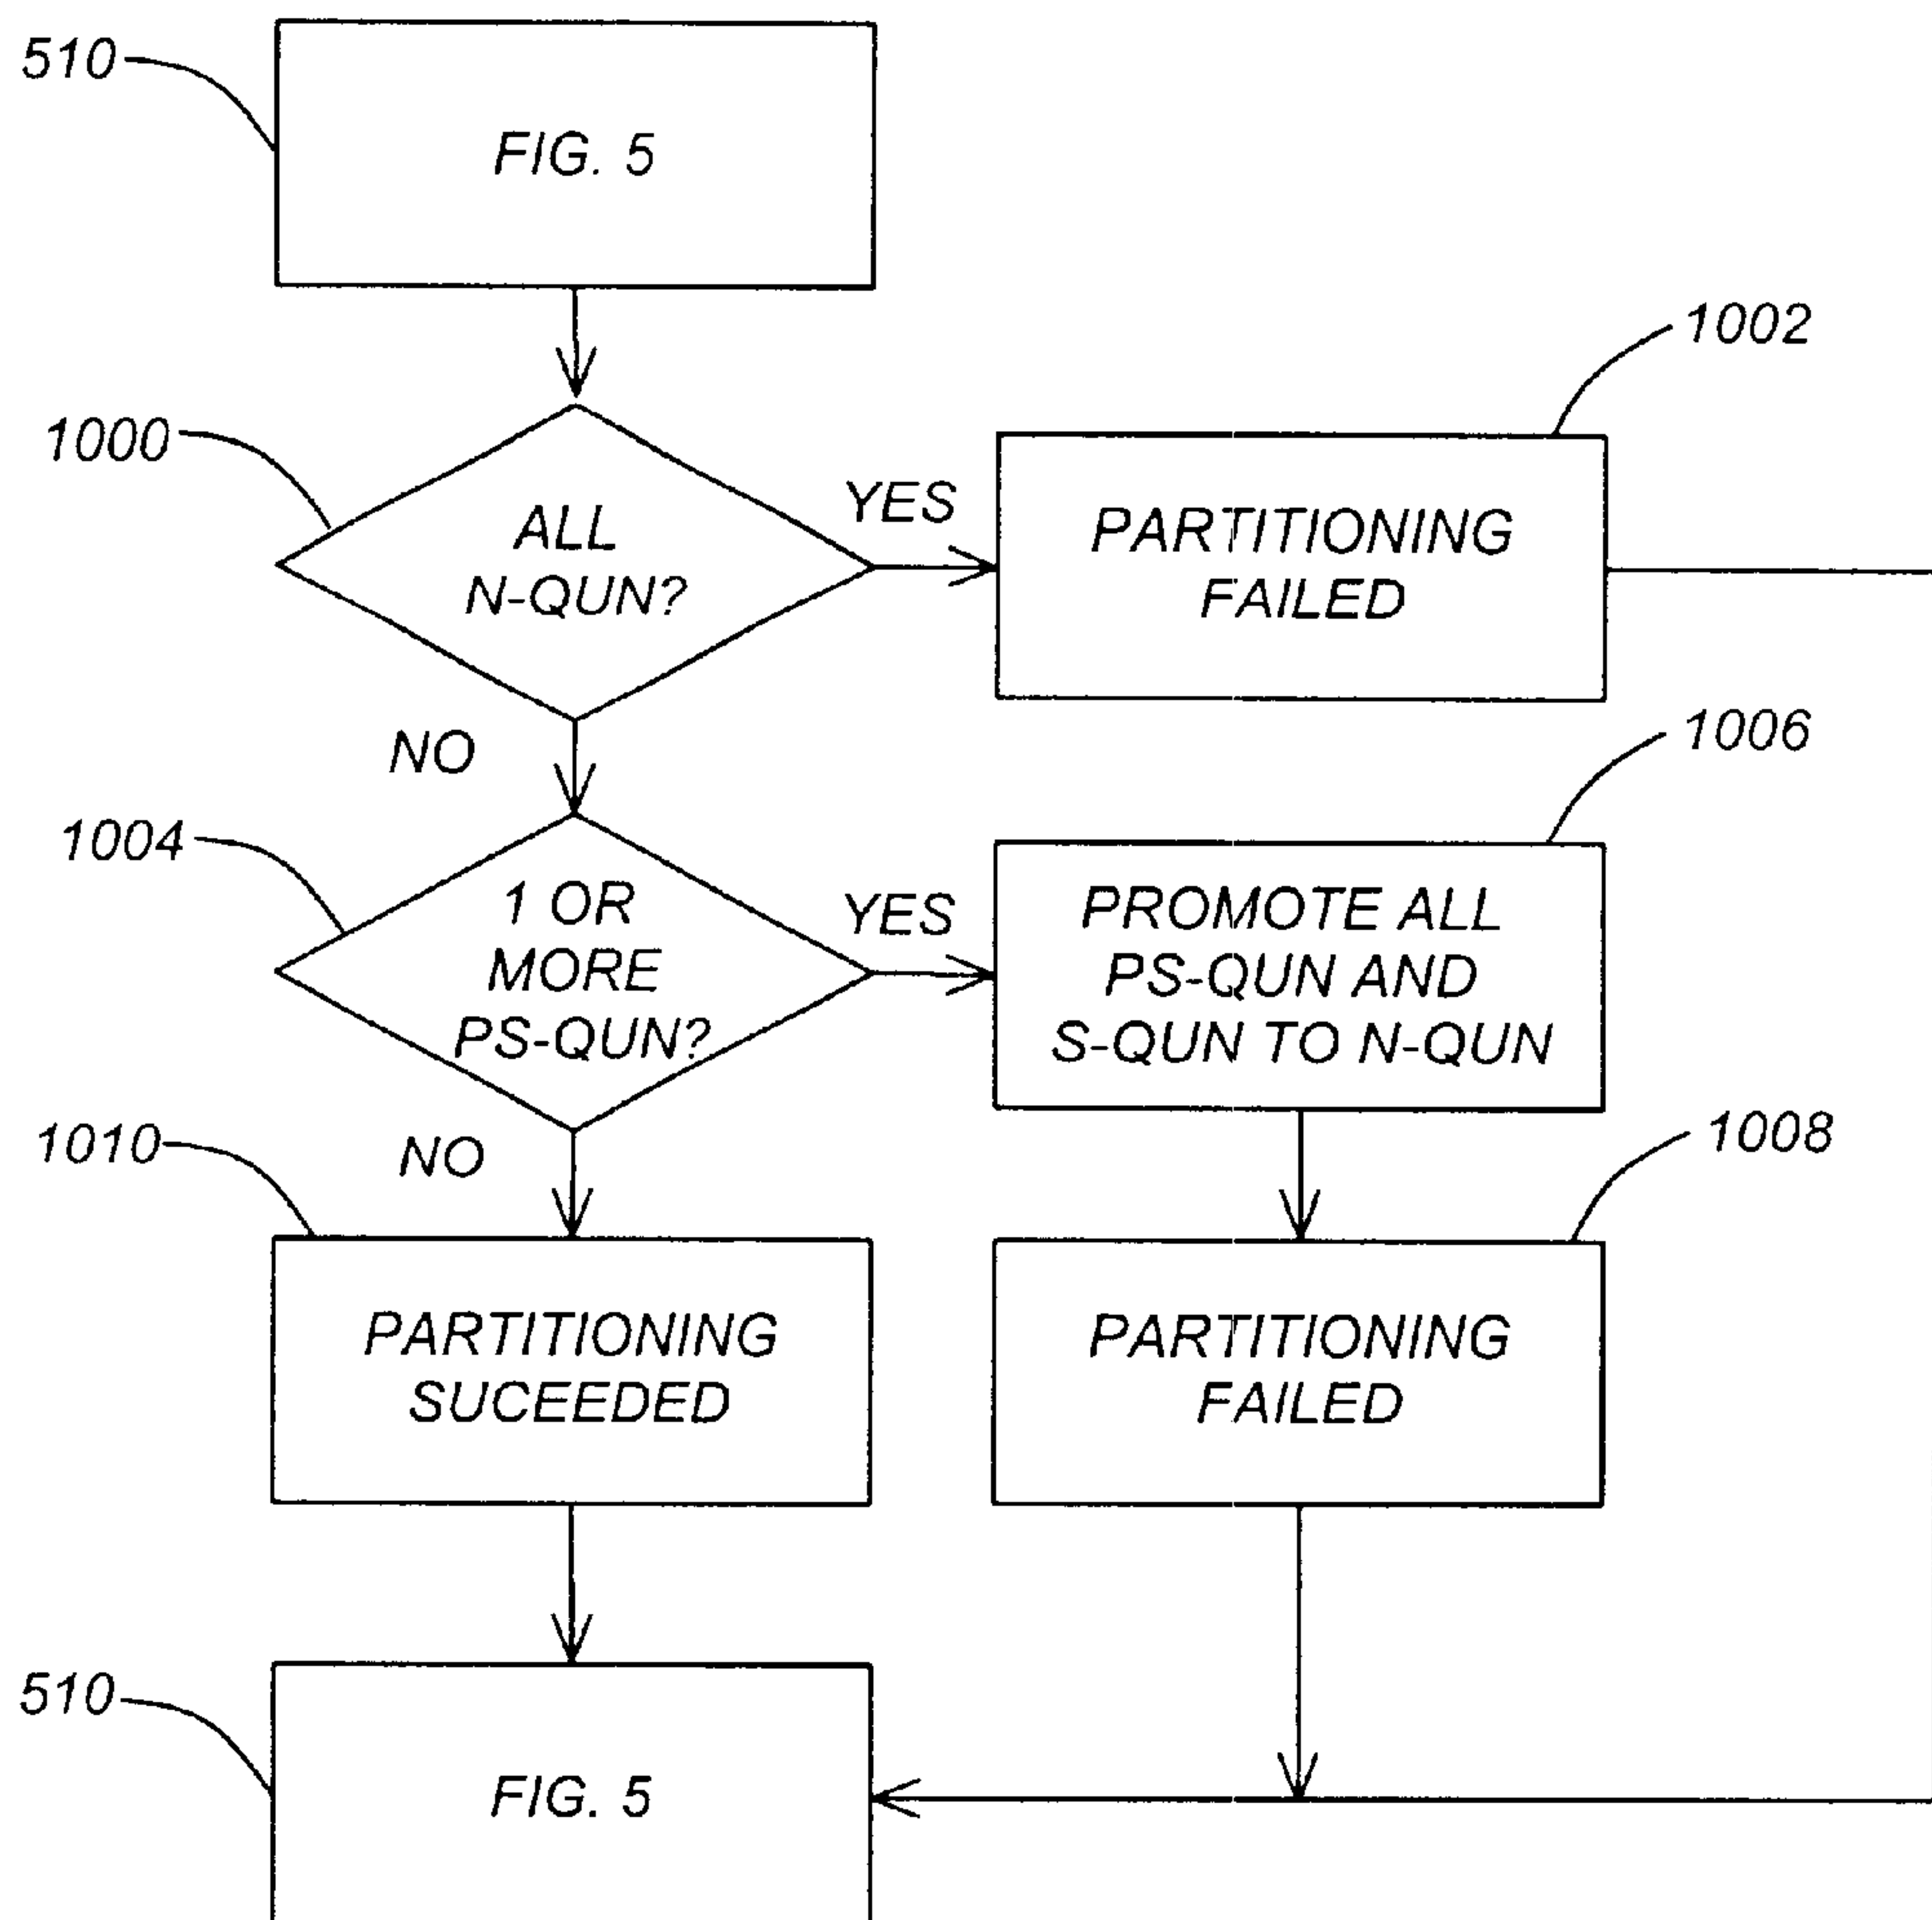 510
FIG. 5
1002
1000
ALL
N-QUN?
YES
PARTITIONING
FAILED
NO
1006
1004
1 OR
MORE
PS-QUN?
YES
PROMOTE ALL
PS-QUN AND
S-QUN TO N-QUN
1010
NO
1008
PARTITIONING
SUCEEDED
PARTITIONING
FAILED
510
FIG. 5